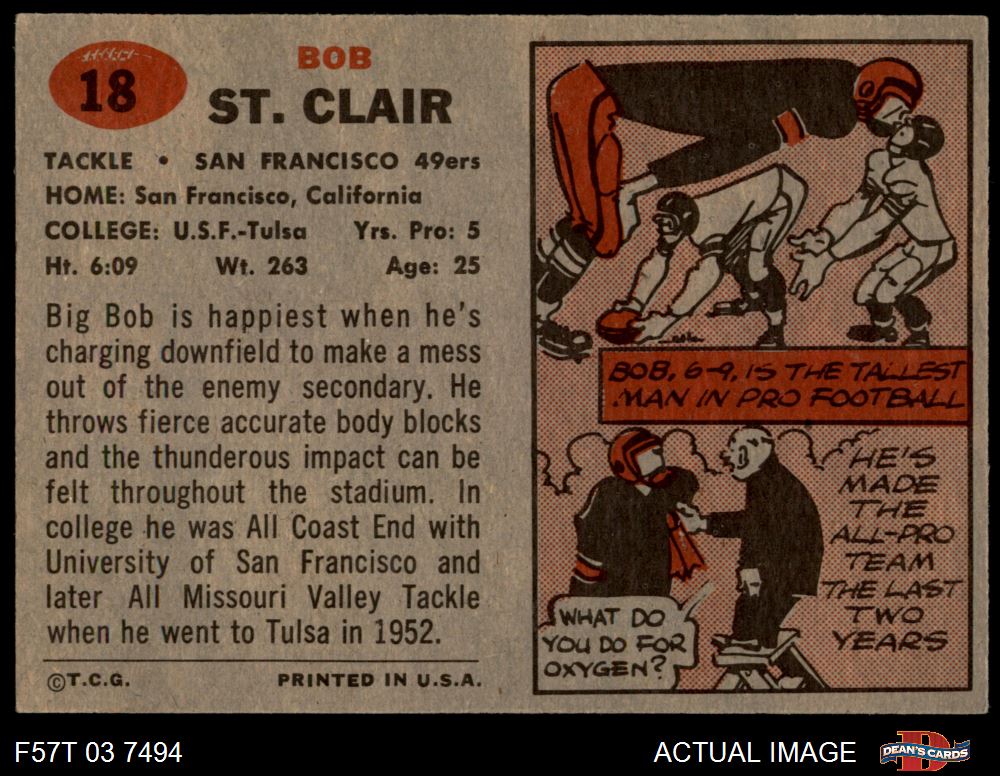 18
BOB
ST. CLAIR
TACKLE • SAN FRANCISCO 49ers
HOME: San Francisco, California
COLLEGE: U.S.F.-Tulsa Yrs. Pro: 5
Ht. 6:09 Wt. 263 Age: 25
Big Bob is happiest when he's
charging downfield to make a mess
out of the enemy secondary. He
throws fierce accurate body blocks
and the thunderous impact can be
felt throughout the stadium. In
college he was All Coast End with
University of San Francisco and
later All Missouri Valley Tackle
when he went to Tulsa in 1952.
©T.C.G. PRINTED IN U.S.A.
BOB, 6-9, IS THE TALLEST
MAN IN PRO FOOTBALL
HE'S
MADE
THE
ALL-PRO
TEAM
THE LAST
TWO
YEARS
WHAT DO
YOU DO FOR
OXYGEN?
F57T 03 7494 ACTUAL IMAGE
D
DEAN'S CARDS